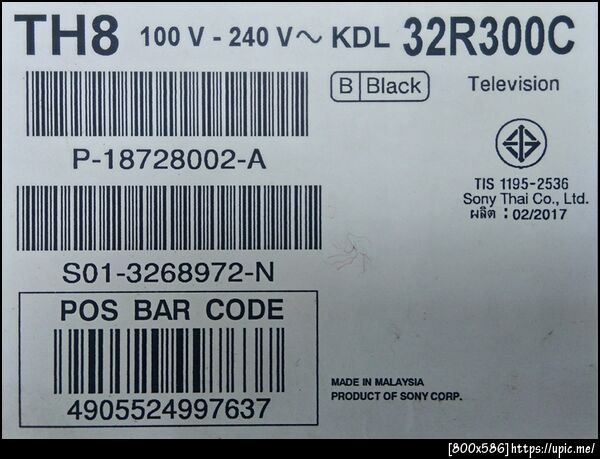 TH8 100 V - 240 V～ KDL 32R300C
B Black Television
P-18728002-A
TIS 1195-2536
Sony Thai Co., Ltd.
ผลิต : 02/2017
S01-3268972-N
POS BAR CODE
4905524997637
MADE IN MALAYSIA
PRODUCT OF SONY CORP.
[800x586]https://upic.me/